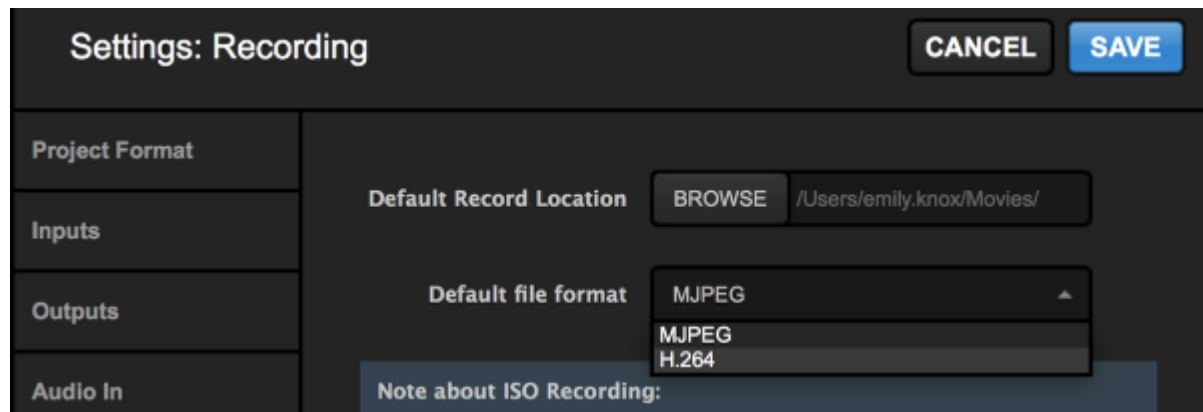 Settings: Recording
CANCEL
SAVE
Project Format
Inputs
Outputs
Audio In
Default Record Location
BROWSE
/Users/emily.knox/Movies/
Default file format
MJPEG
MJPEG
H.264
Note about ISO Recording: